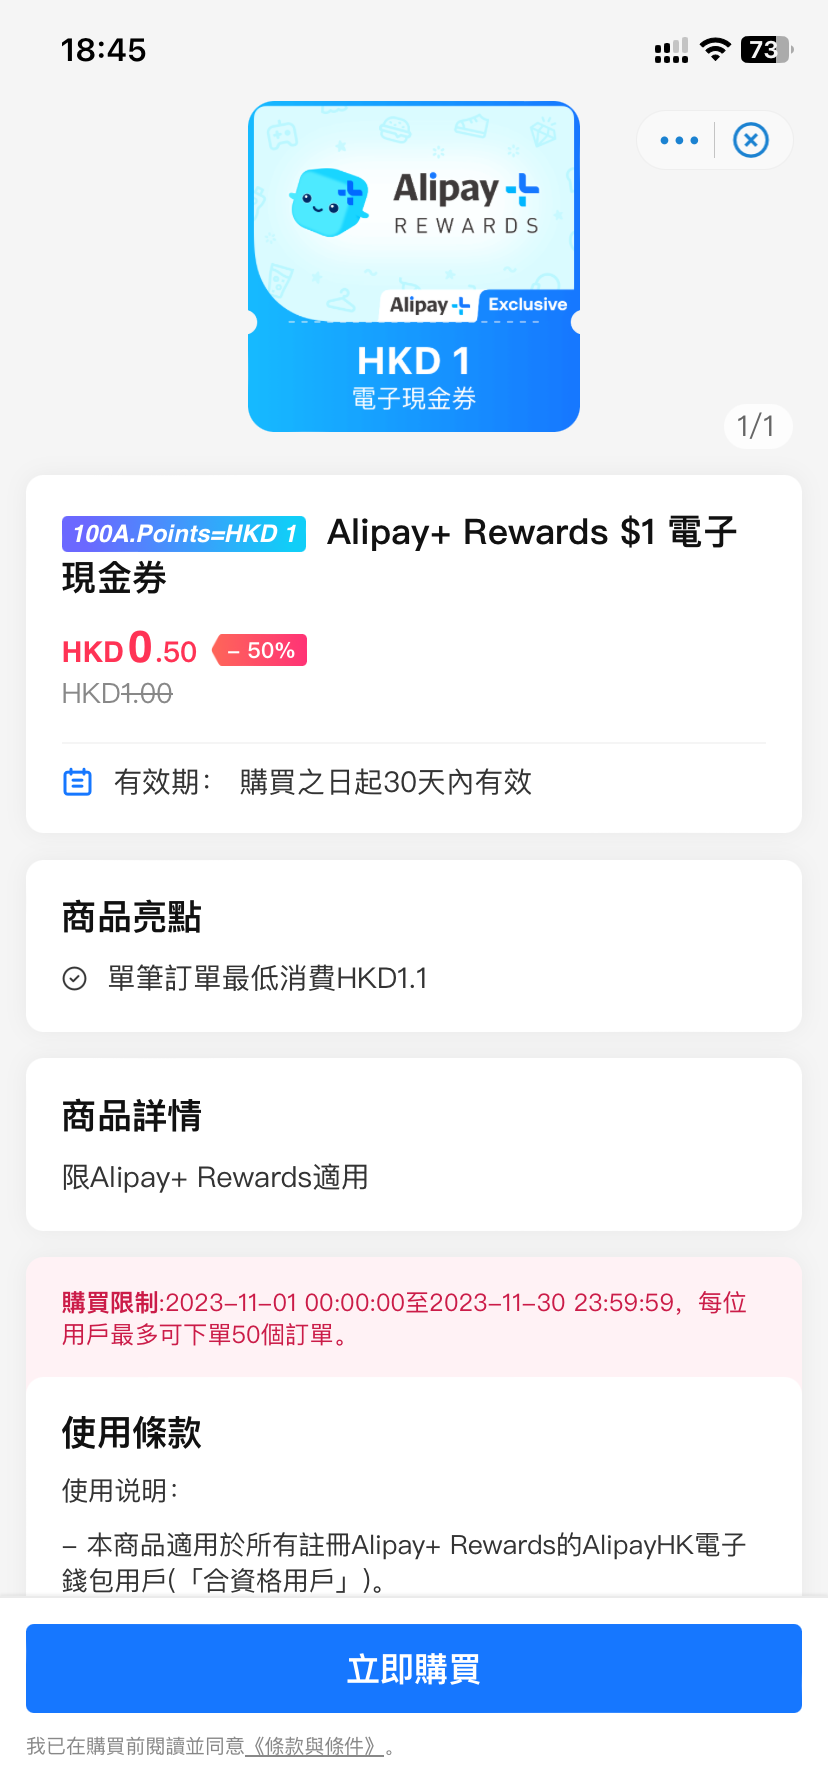 18:45
73
Alipay+
REWARDS
Alipay+ Exclusive
HKD 1
電子現金券
1/1
100A.Points=HKD 1 Alipay+ Rewards $1 電子
現金券
HKD0.50 – 50%
HKD1.00
有效期： 購買之日起30天內有效
商品亮點
單筆訂單最低消費HKD1.1
商品詳情
限Alipay+ Rewards適用
購買限制:2023–11–01 00:00:00至2023–11–30 23:59:59，每位
用戶最多可下單50個訂單。
使用條款
使用说明：
– 本商品適用於所有註冊Alipay+ Rewards的AlipayHK電子
錢包用戶(「合資格用戶」)。
立即購買
我已在購買前閱讀並同意《條款與條件》。